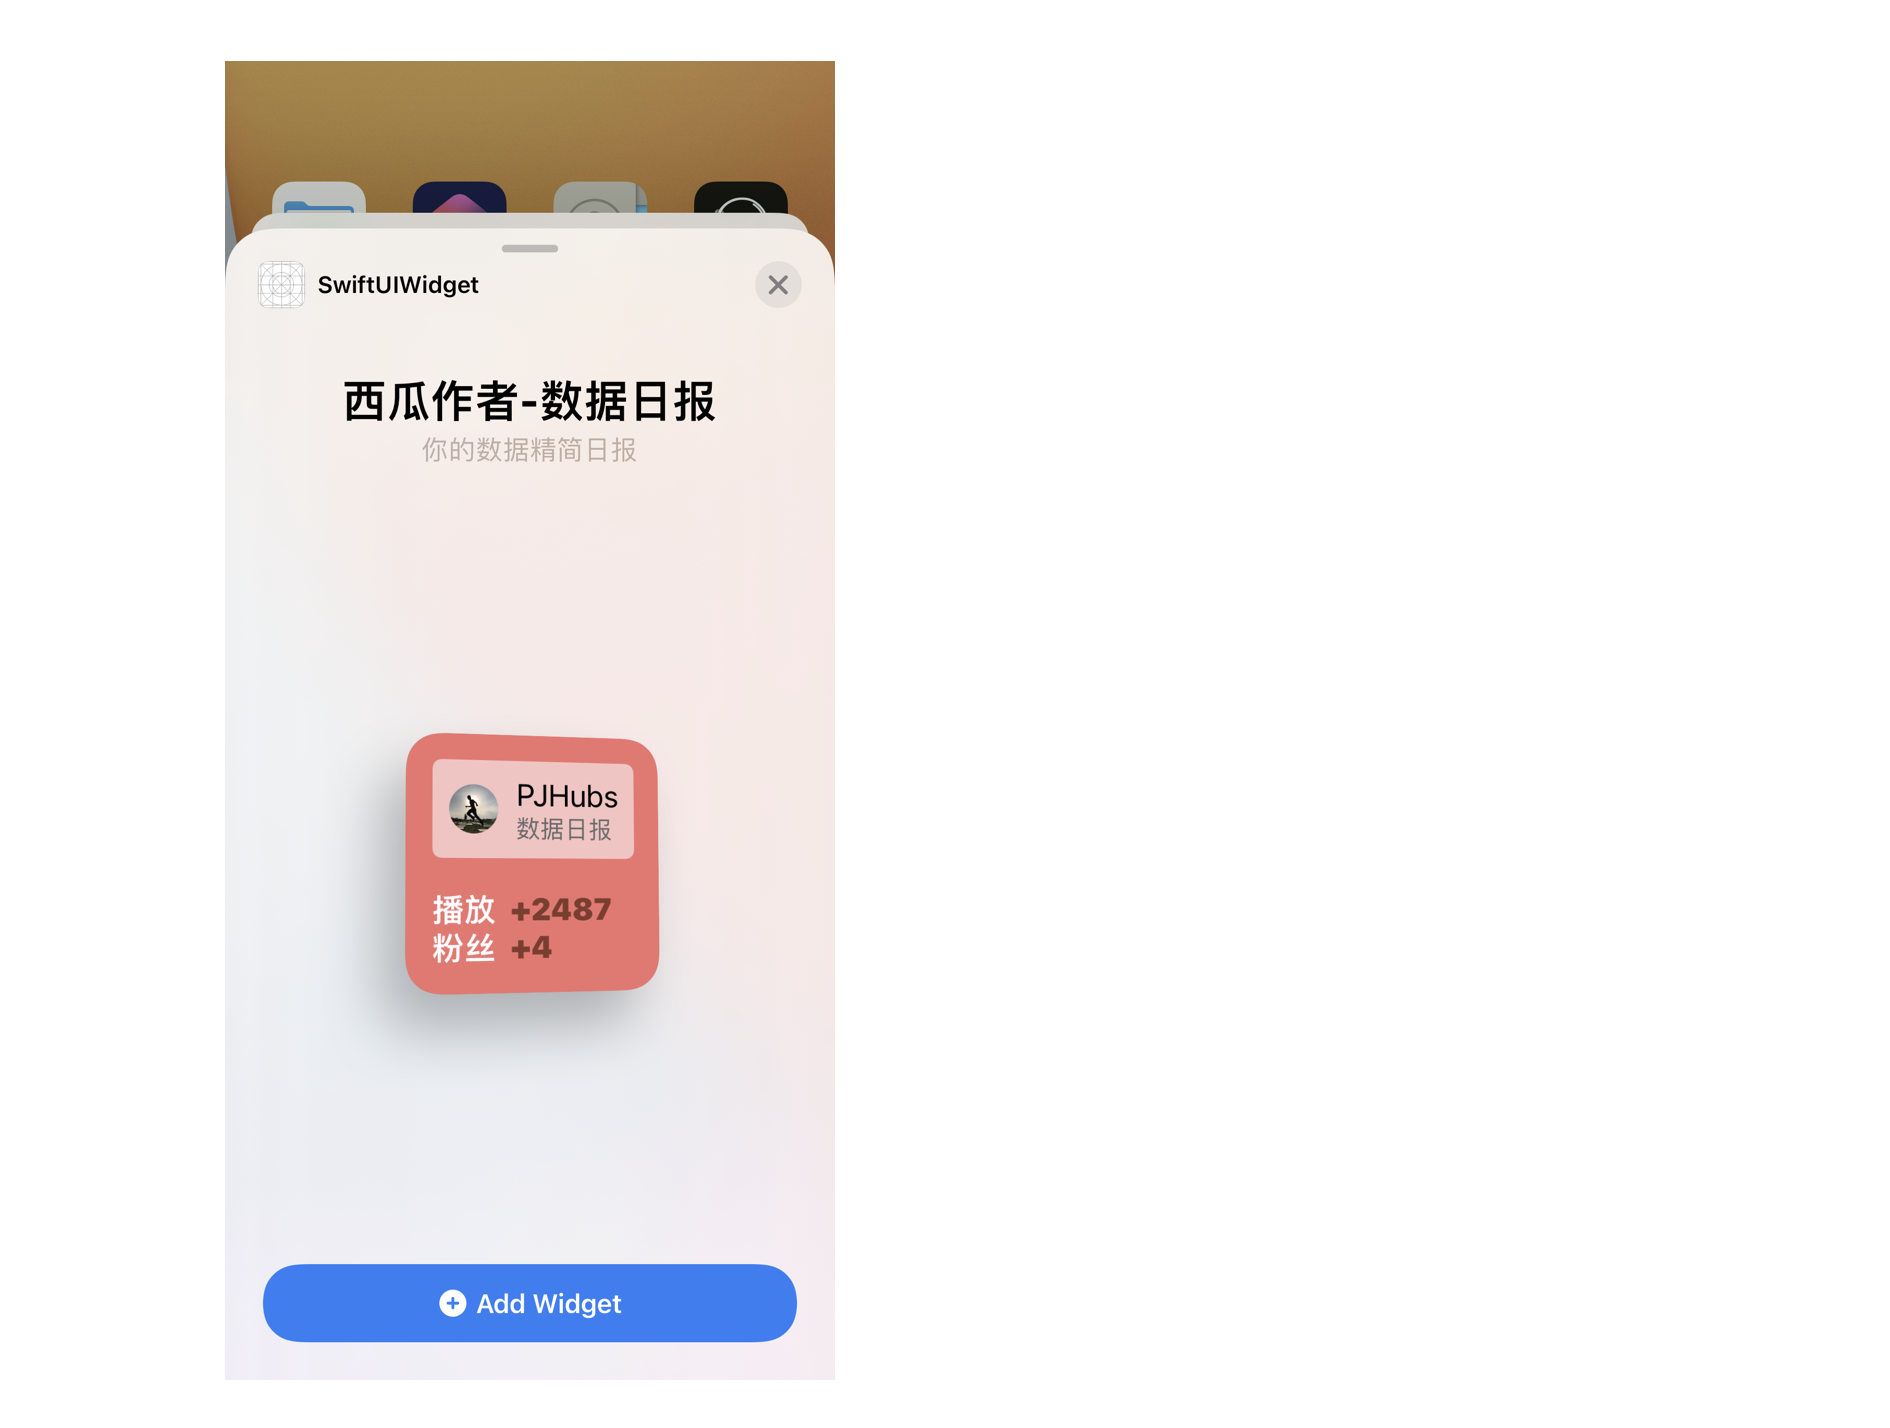 SwiftUIWidget
西瓜作者-数据日报
你的数据精简日报
PJHubs
数据日报
播放 +2487
粉丝 +4
Add Widget